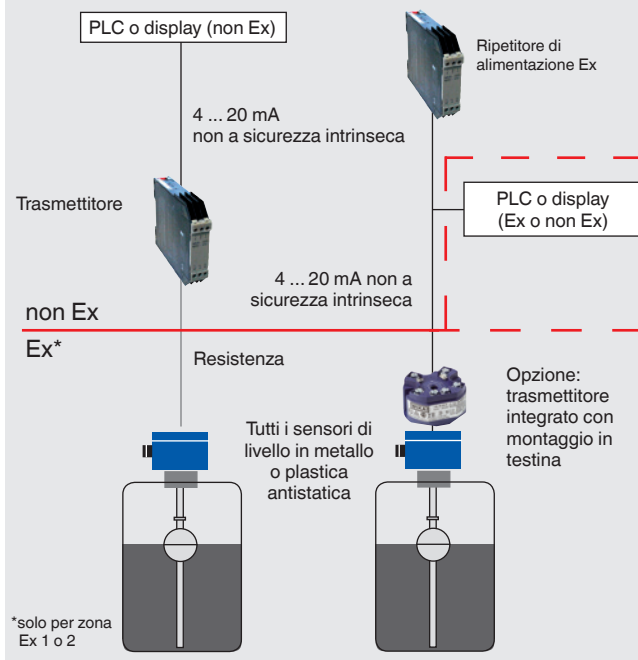 PLC o display (non Ex)
Ripetitore di
alimentazione Ex
4 ... 20 mA
non a sicurezza intrinseca
Trasmettitore
PLC o display
(Ex o non Ex)
4 ... 20 mA non a
sicurezza intrinseca
non Ex
Ex*
Resistenza
Opzione:
trasmettitore
integrato con
montaggio in
testina
Tutti i sensori di
livello in metallo
o plastica
antistatica
*solo per zona
Ex 1 o 2